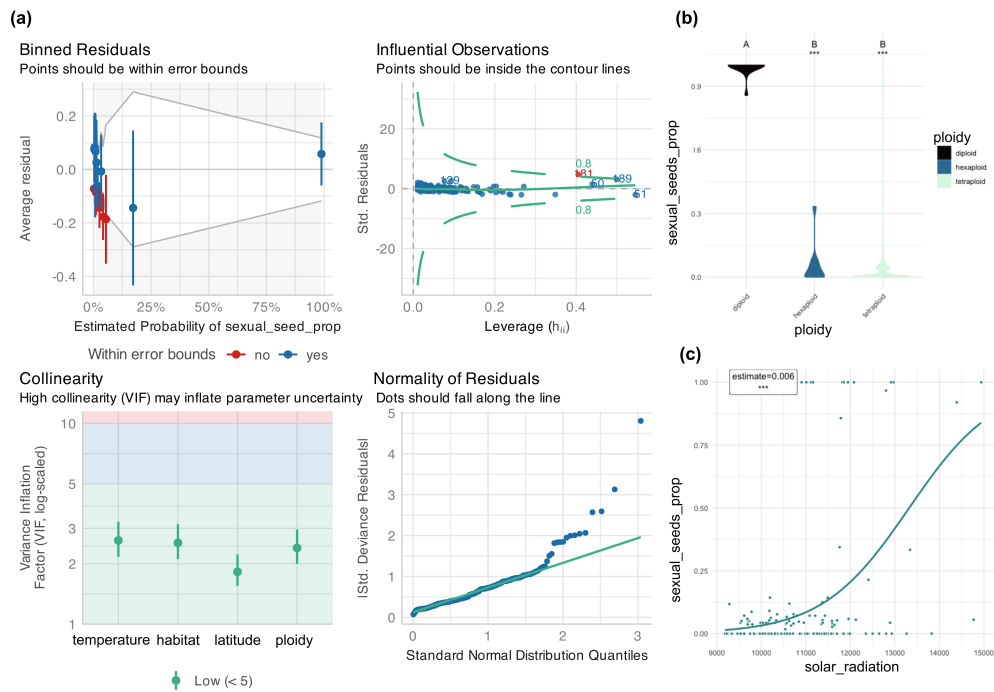 (a)
Binned Residuals
Points should be within error bounds
0.2
0.0
-0.2
-0.4
Average residual
0%
25%
50%
75%
100%
Estimated Probability of sexual_seed_prop
Within error bounds
no
yes
Influential Observations
Points should be inside the contour lines
20
0
-20
Std. Residuals
0.8
181
189
0.8
0.0
0.2
0.4
Leverage (hii)
Collinearity
High collinearity (VIF) may inflate parameter uncertainty
10
5
3
2
1
Variance Inflation
Factor (VIF, log-scaled)
temperature
habitat
latitude
ploidy
Low (< 5)
Normality of Residuals
Dots should fall along the line
5
4
3
2
1
0
|Std. Deviance Residuals|
0
1
2
3
Standard Normal Distribution Quantiles
(b)
A
B
B
***
***
0.9
0.3
0.0
sexual_seeds_prop
diploid
hexaploid
tetraploid
ploidy
ploidy
diploid
hexaploid
tetraploid
(c)
estimate=0.006
***
1.00
0.75
0.50
0.25
0.00
sexual_seeds_prop
9000
10000
11000
12000
13000
14000
15000
solar_radiation